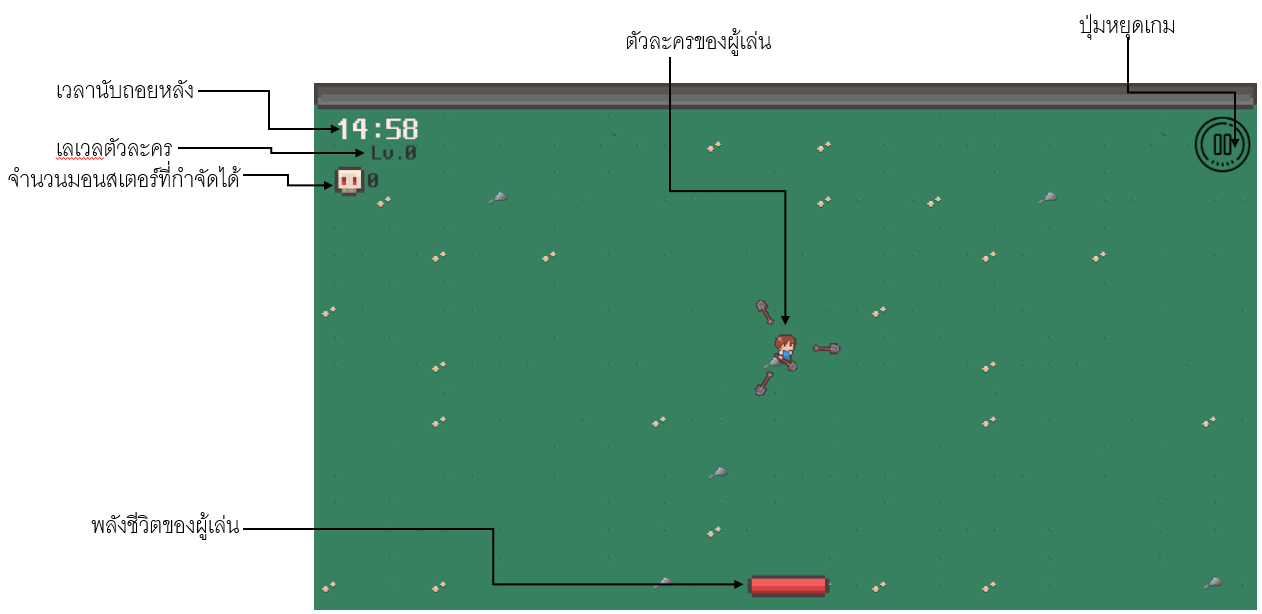 ปุ่มหยุดเกม
ตัวละครของผู้เล่น
เวลานับถอยหลัง
14:58
เลเวลตัวละคร
Lv.0
จำนวนมอนสเตอร์ที่กำจัดได้
0
พลังชีวิตของผู้เล่น